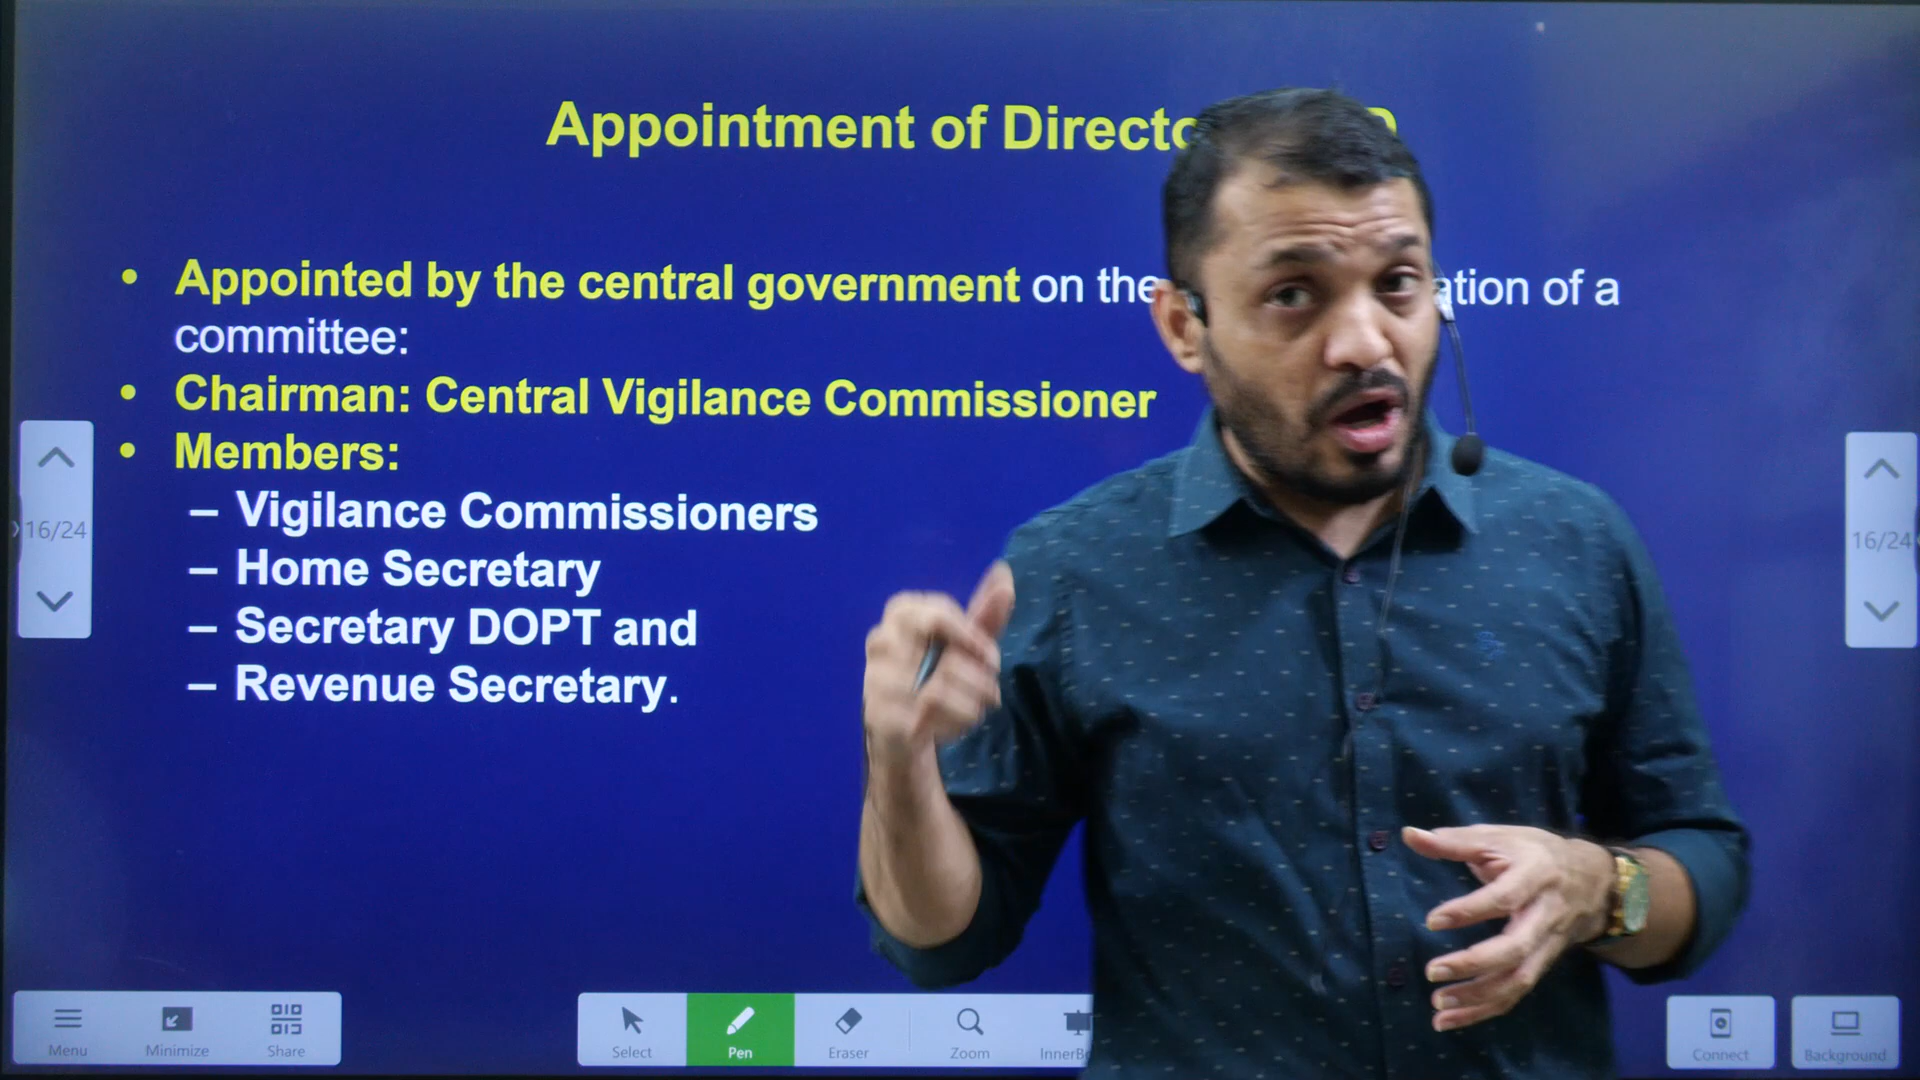 Appointment of Directo
• Appointed by the central government on the ation of a
committee:
• Chairman: Central Vigilance Commissioner
• Members:
– Vigilance Commissioners
– Home Secretary
– Secretary DOPT and
– Revenue Secretary.
16/24
16/24
Menu Minimize Share Select Pen Eraser Zoom InnerB Connect Background